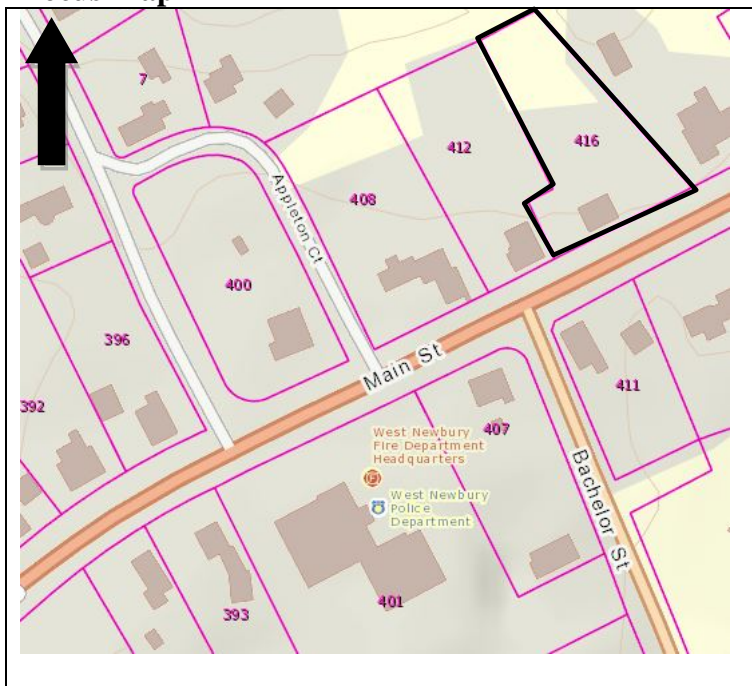 7
416
412
408
Appleton Ct
400
396
Main St
411
392
407
West Newbury
Fire Department
Headquarters
West Newbury
Police
Department
Bachelor St
401
393